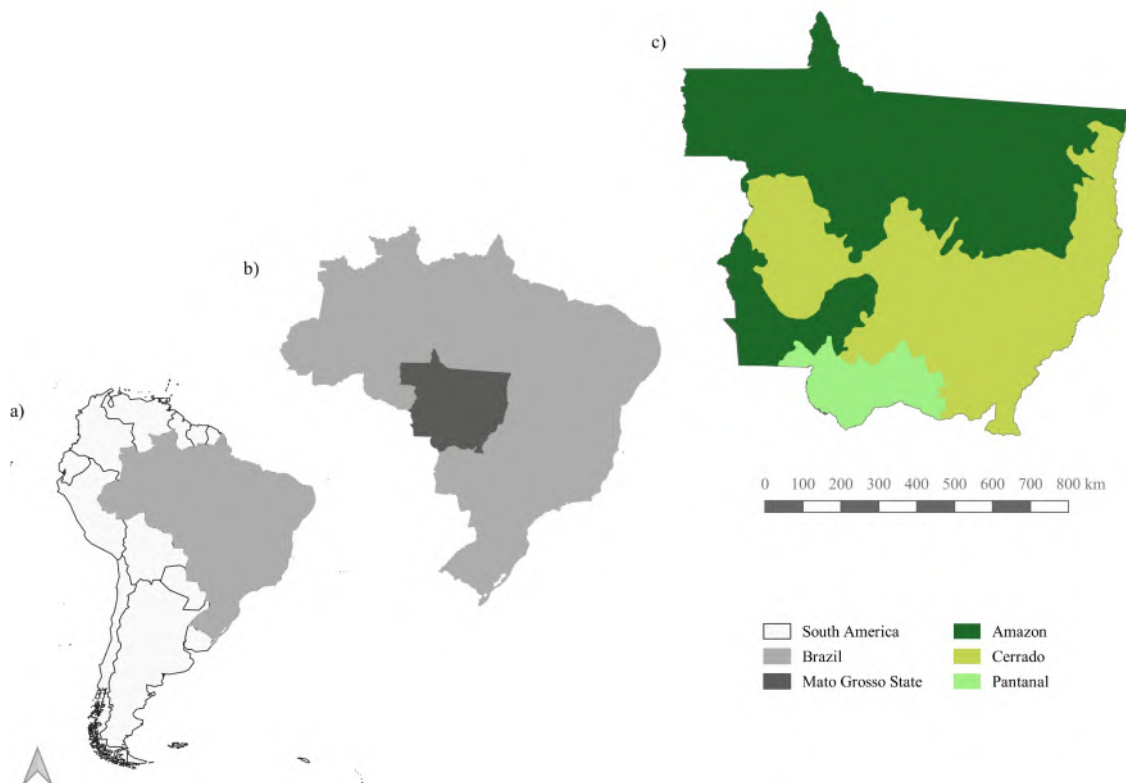 c)
b)
a)
0 100 200 300 400 500 600 700 800 km
South America
Brazil
Mato Grosso State
Amazon
Cerrado
Pantanal